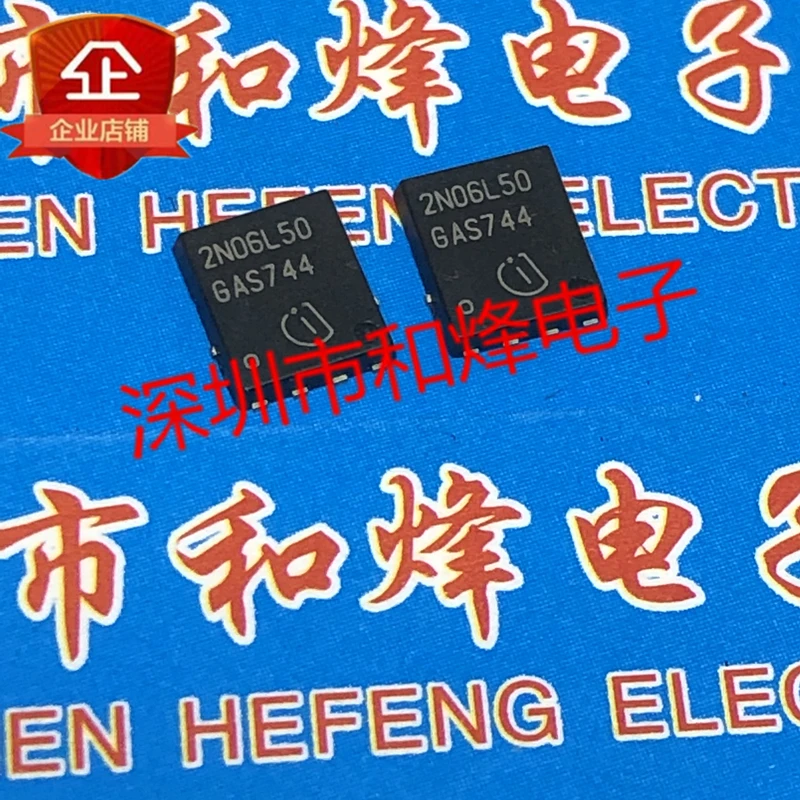 市和烽电子
企
企业店铺
EN HEFEN ELECT
2N06L50
GAS744
2N06L50
GAS744
深圳市和烽电子
市和烽电子
EN HEFENG ELEC